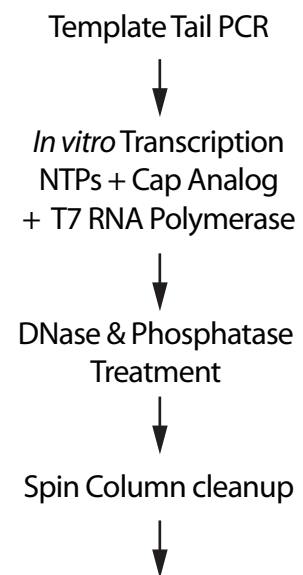 Template Tail PCR
In vitro Transcription
NTPs + Cap Analog
+ T7 RNA Polymerase
DNase & Phosphatase
Treatment
Spin Column cleanup